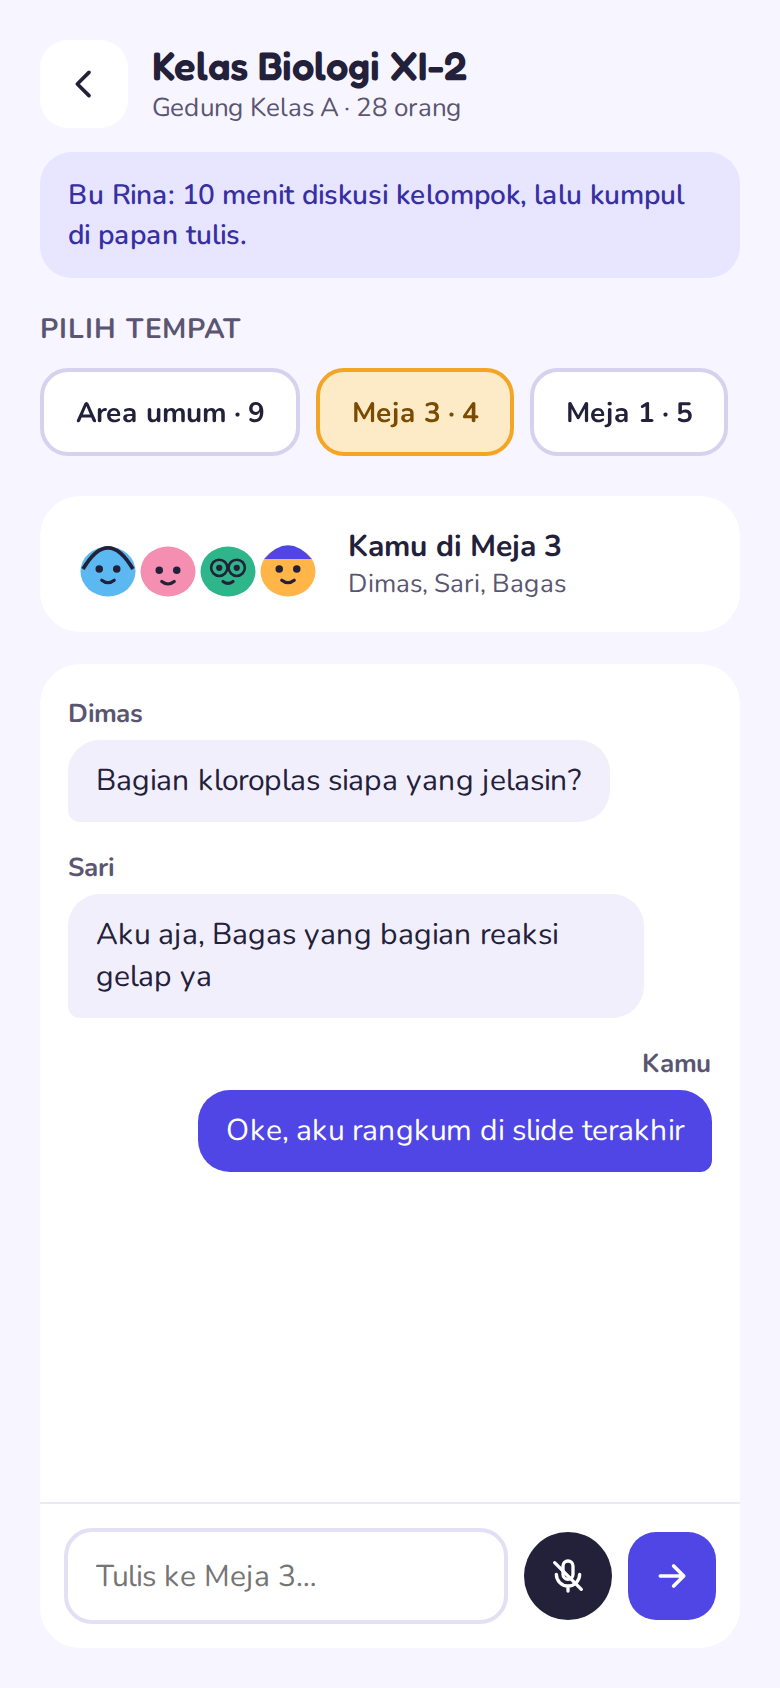 Kelas Biologi XI-2
Gedung Kelas A · 28 orang
Bu Rina: 10 menit diskusi kelompok, lalu kumpul
di papan tulis.
PILIH TEMPAT
Area umum · 9
Meja 3 · 4
Meja 1 · 5
Kamu di Meja 3
Dimas, Sari, Bagas
Dimas
Bagian kloroplas siapa yang jelasin?
Sari
Aku aja, Bagas yang bagian reaksi
gelap ya
Kamu
Oke, aku rangkum di slide terakhir
Tulis ke Meja 3...